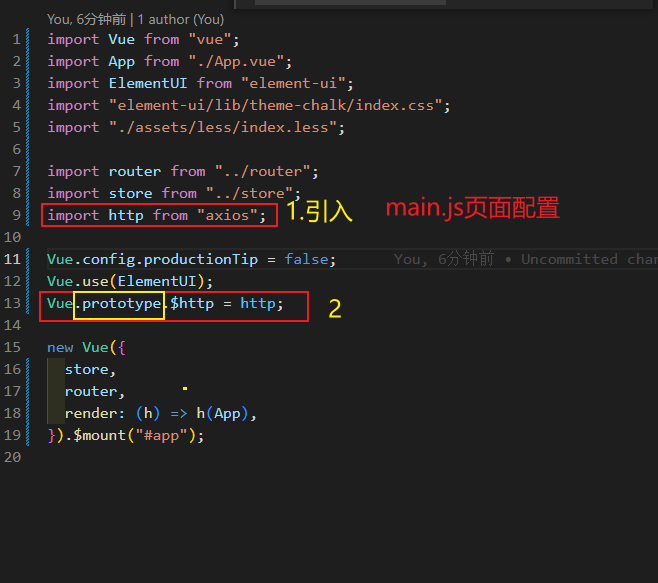 You, 6分钟前 | 1 author (You)
1 import Vue from "vue";
2 import App from "./App.vue";
3 import ElementUI from "element-ui";
4 import "element-ui/lib/theme-chalk/index.css";
5 import "./assets/less/index.less";
6
7 import router from "../router";
8 import store from "../store";
9 import http from "axios"; 1.引入 main.js页面配置
10
11 Vue.config.productionTip = false; You, 6分钟前 • Uncommitted chan
12 Vue.use(ElementUI);
13 Vue.prototype.$http = http; 2
14
15 new Vue({
16 store,
17 router,
18 render: (h) => h(App),
19 }).$mount("#app");
20